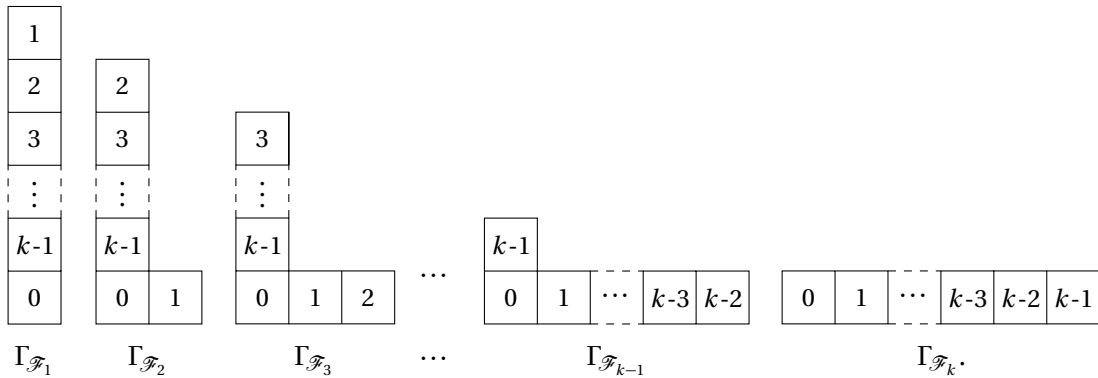 1
2 2
3 3 3
⋮ ⋮ ⋮
k-1 k-1 k-1 k-1
0 0 1 0 1 2 ⋯ 0 1 ⋯ k-3 k-2 0 1 ⋯ k-3 k-2 k-1
Γ_{ℱ_1} Γ_{ℱ_2} Γ_{ℱ_3} ⋯ Γ_{ℱ_{k−1}} Γ_{ℱ_k}.